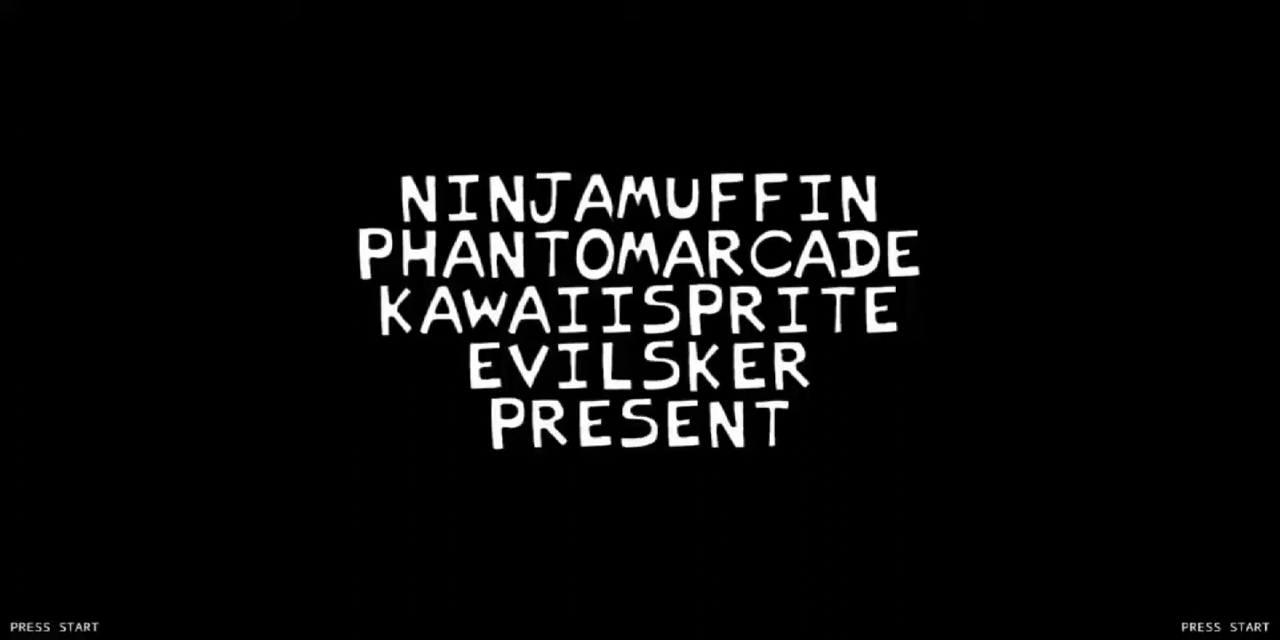 NINJAMUFFIN
PHANTOMARCADE
KAWAIISPRITE
EVILSKER
PRESENT
PRESS START
PRESS START